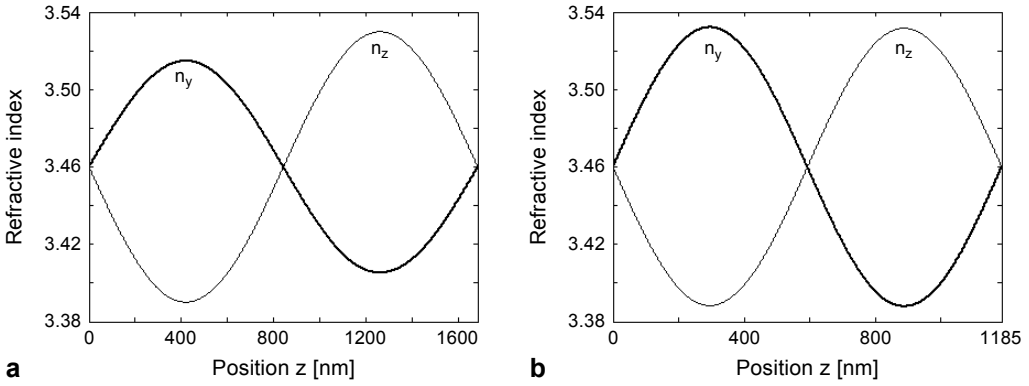 3.54
3.50
3.46
3.42
3.38
Refractive index
n_y
n_z
0
400
800
1200
1600
Position z [nm]
a
3.54
3.50
3.46
3.42
3.38
Refractive index
n_y
n_z
0
400
800
1185
Position z [nm]
b